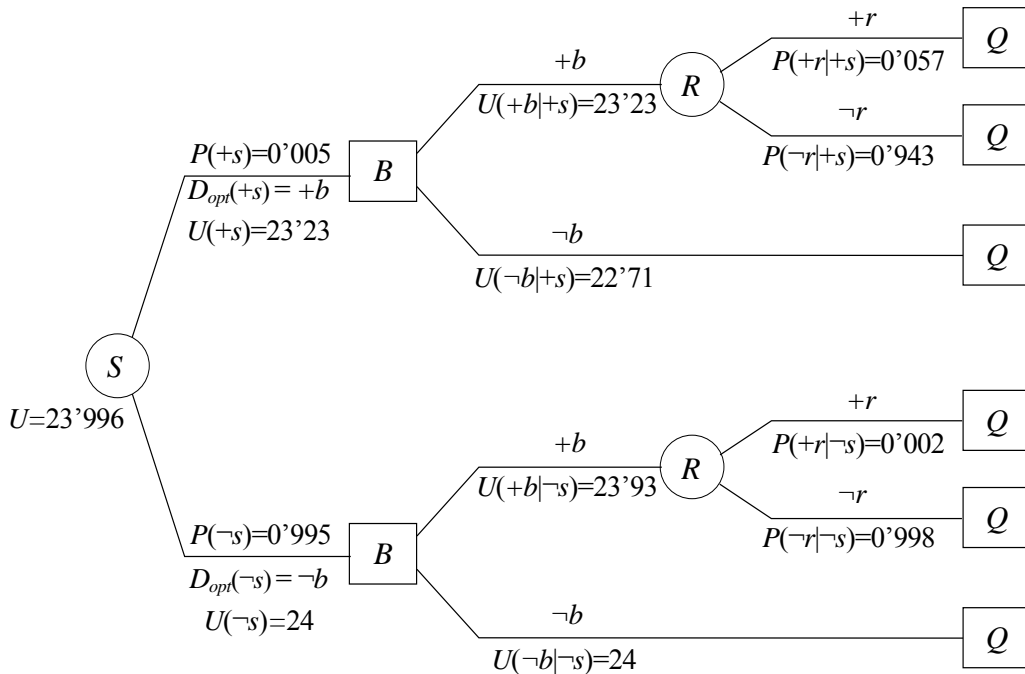 +r
Q
P(+r|+s)=0’057
+b
R
U(+b|+s)=23’23
¬r
Q
P(¬r|+s)=0’943
P(+s)=0’005
B
D_opt(+s) = +b
U(+s)=23’23
¬b
Q
U(¬b|+s)=22’71
S
U=23’996
+r
Q
P(+r|¬s)=0’002
+b
R
U(+b|¬s)=23’93
¬r
Q
P(¬r|¬s)=0’998
P(¬s)=0’995
B
D_opt(¬s) = ¬b
U(¬s)=24
¬b
Q
U(¬b|¬s)=24